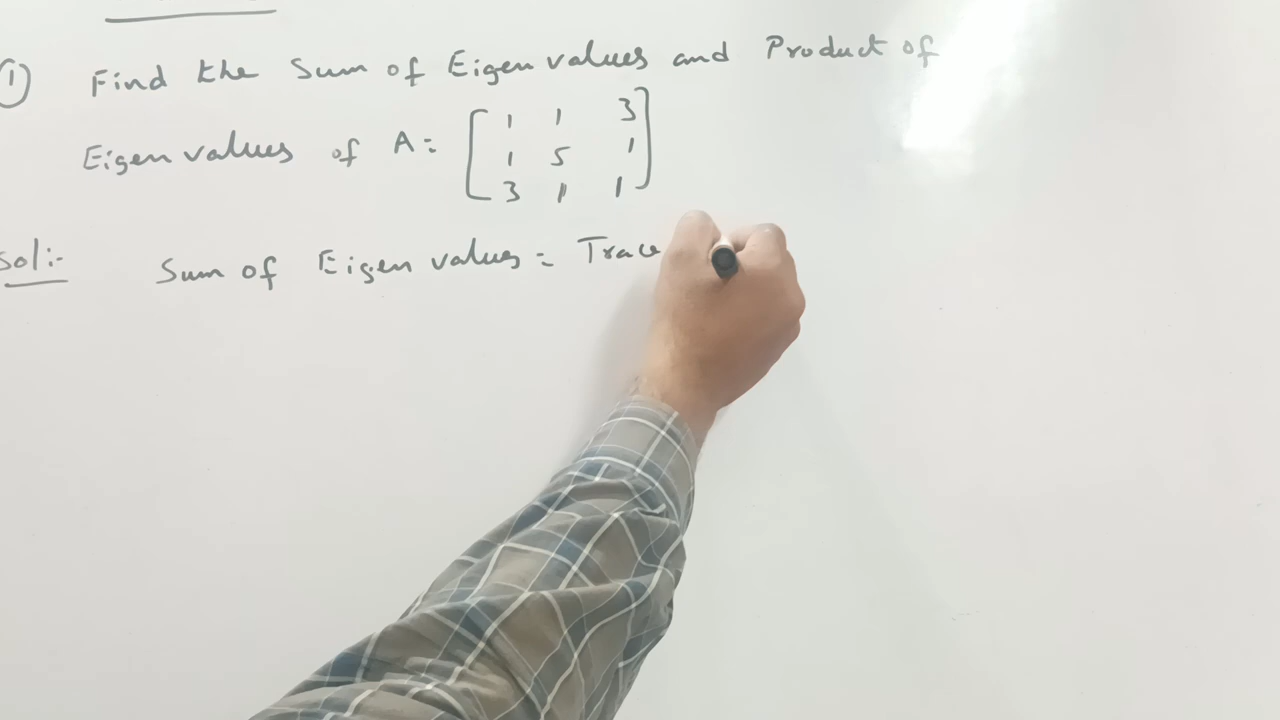 ① Find the Sum of Eigen values and Product of
Eigen values of A = [ 1 1 3
1 5 1
3 1 1 ]
Sol:- Sum of Eigen values = Trace